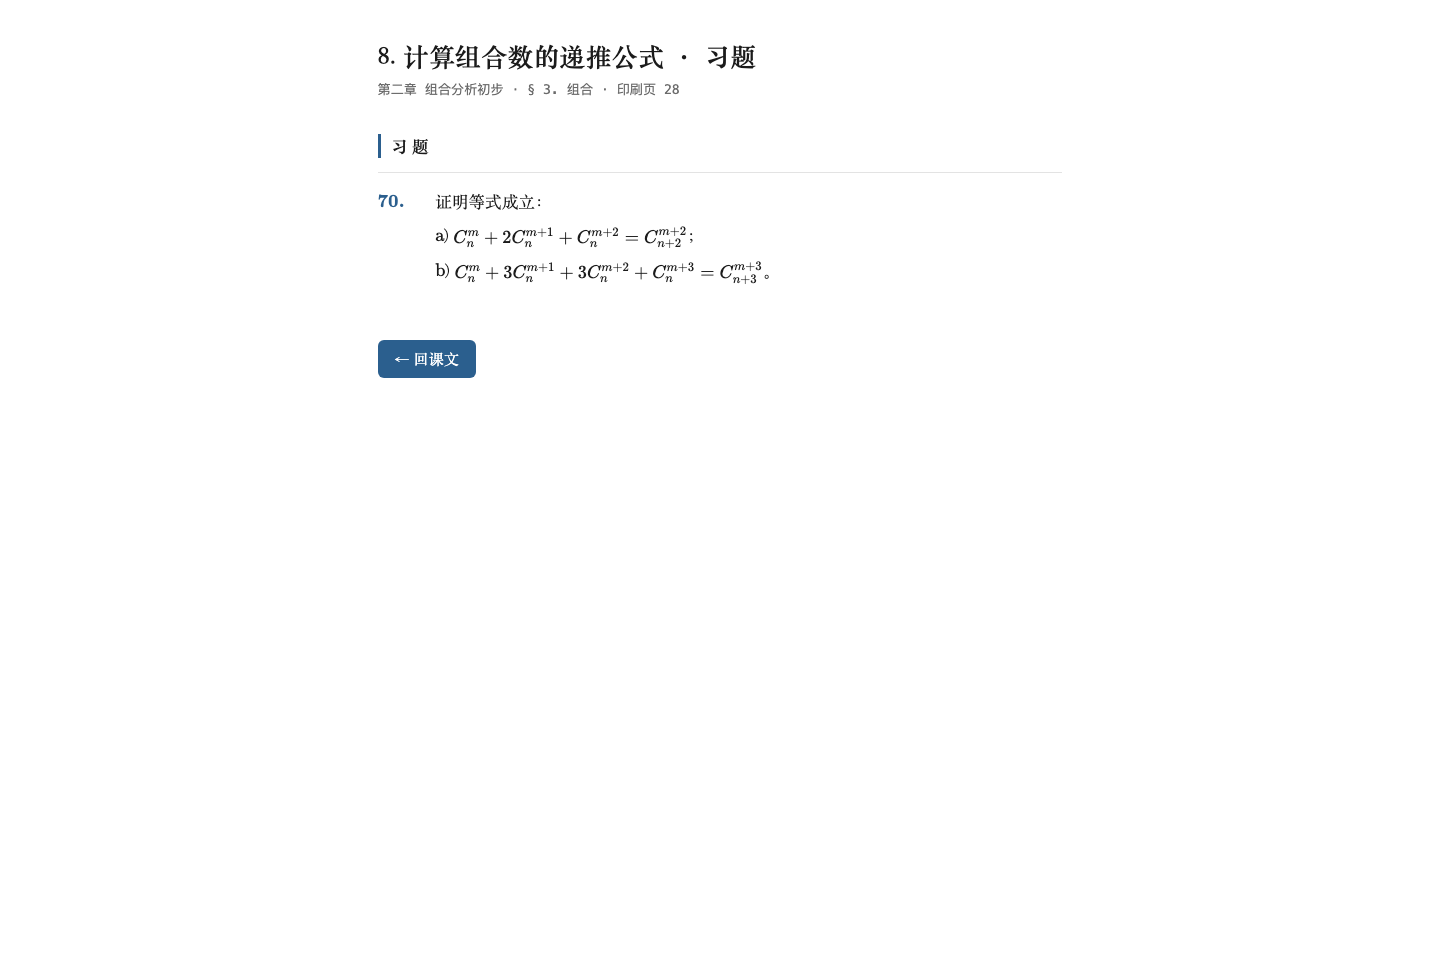 8. 计算组合数的递推公式 · 习题
第二章 组合分析初步 · § 3. 组合 · 印刷页 28
习题
70. 证明等式成立:
a) $C_n^m + 2C_n^{m+1} + C_n^{m+2} = C_{n+2}^{m+2}$;
b) $C_n^m + 3C_n^{m+1} + 3C_n^{m+2} + C_n^{m+3} = C_{n+3}^{m+3}$。
← 回课文